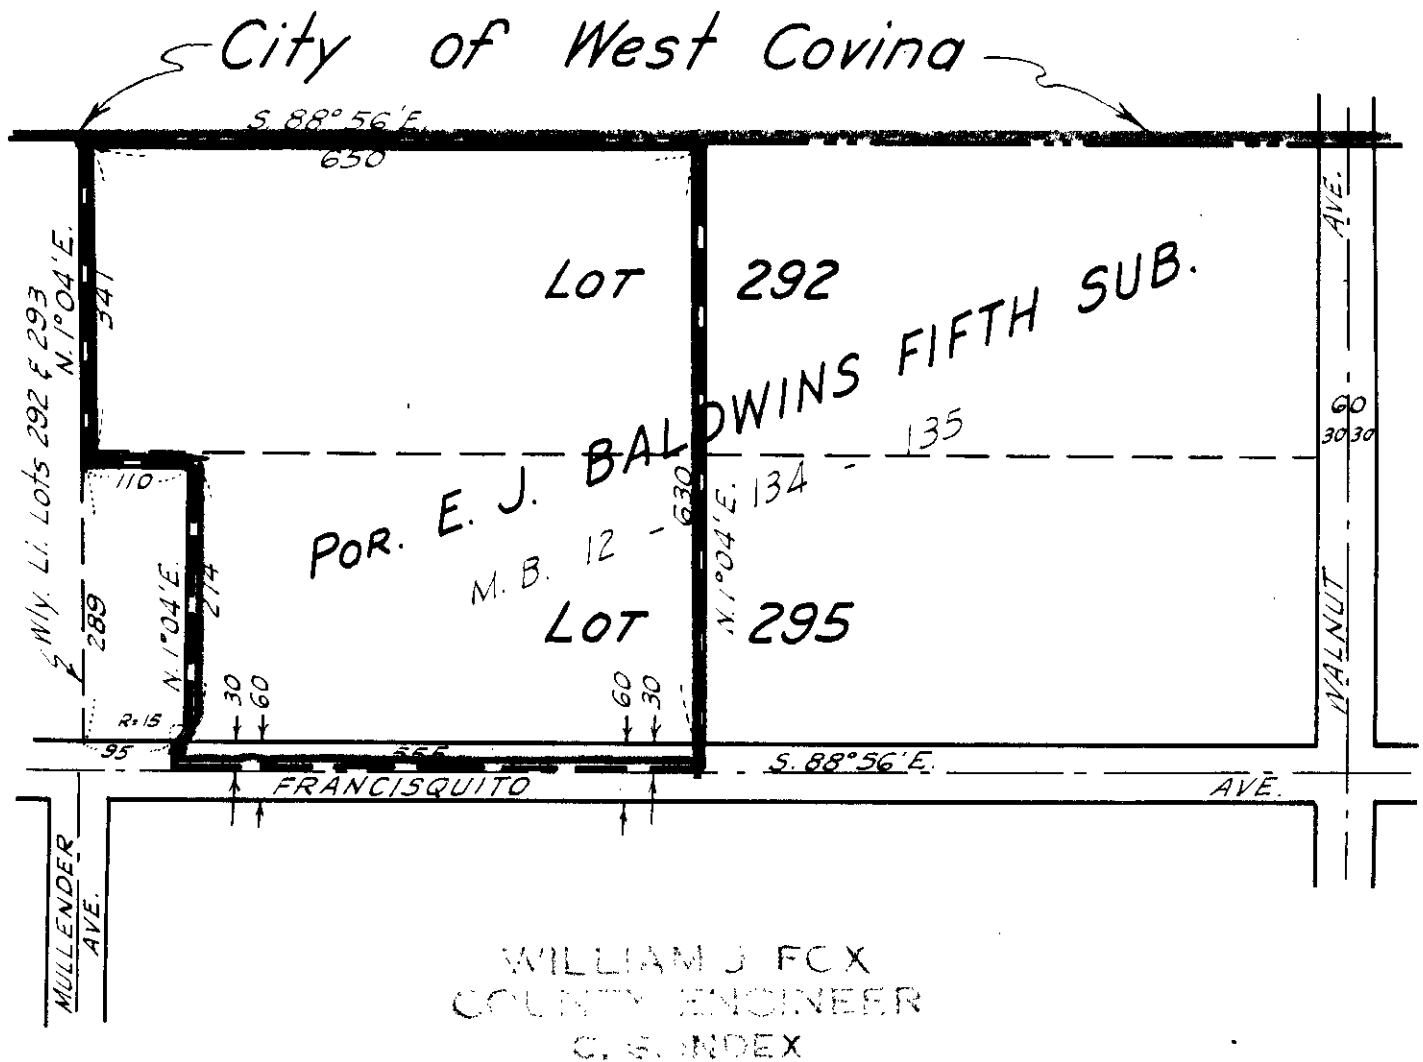 City of West Covina
S. 88° 56' E.
630
N. 1° 04' E.
341
Wly. Li. Lots 292 & 293
LOT 292
POR. E. J. BALDWINS FIFTH SUB.
M. B. 12 - 134 - 135
AVE.
60
30 30
110
630
N. 1° 04' E.
N. 1° 04' E.
274
289
LOT 295
WALNUT
R=15
95
30
60
60
30
S. 88° 56' E.
FRANCISQUITO
AVE.
MULLENDER
AVE.
WILLIAM J FOX
COUNTY ENGINEER
C. S. INDEX